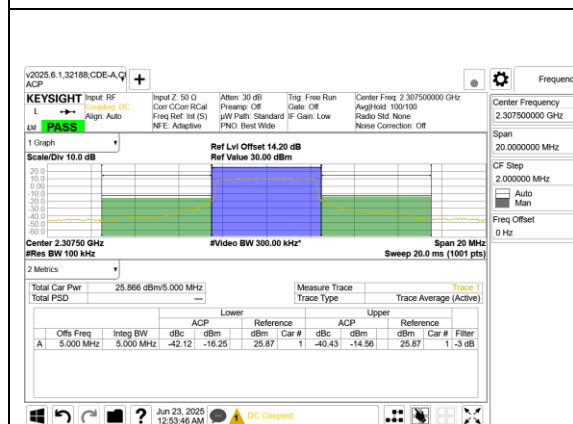 v2025.6.1,32188;CDE-A,
ACP
KEYSIGHT
L
PASS
Input: RF
Coupling: DC
Align: Auto
Input Z: 50 Ω
Corr CCorr RCal
Freq Ref: Int (S)
NFE: Adaptive
Atten: 30 dB
Preamp: Off
µW Path: Standard
PNO: Best Wide
Trig: Free Run
Gate: Off
IF Gain: Low
Center Freq: 2.307500000 GHz
Avg|Hold: 100/100
Radio Std: None
Noise Correction: Off
1 Graph
Scale/Div 10.0 dB
Ref Lvl Offset 14.20 dB
Ref Value 30.00 dBm
20.0
10.0
0.00
-10.0
-20.0
-30.0
-40.0
-50.0
-60.0
Center 2.30750 GHz
#Res BW 100 kHz
#Video BW 300.00 kHz*
Span 20 MHz
Sweep 20.0 ms (1001 pts)
2 Metrics
Total Car Pwr 25.866 dBm/5.000 MHz
Total PSD —
Measure Trace Trace 1
Trace Type Trace Average (Active)
Lower Upper
ACP Reference ACP Reference
Offs Freq Integ BW dBc dBm dBm Car # dBc dBm dBm Car # Filter
A 5.000 MHz 5.000 MHz -42.12 -16.25 25.87 1 -40.43 -14.56 25.87 1 -3 dB
Jun 23, 2025
12:53:46 AM
DC Coupled
Frequen
Center Frequency
2.307500000 GHz
Span
20.0000000 MHz
CF Step
2.000000 MHz
Auto
Man
Freq Offset
0 Hz